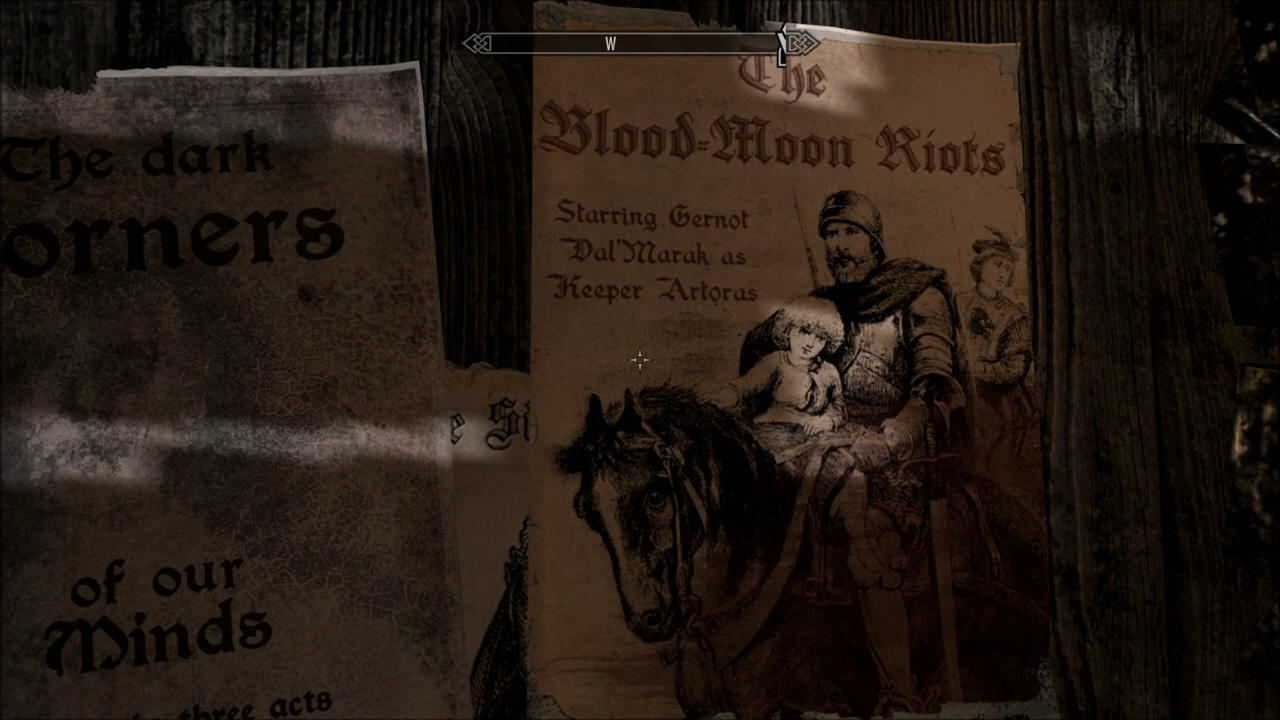 W
The dark
orners
of our
Minds
three acts
e Si
The
Blood-Moon Riots
Starring Gernot
Dal'Marak as
Keeper Artoras